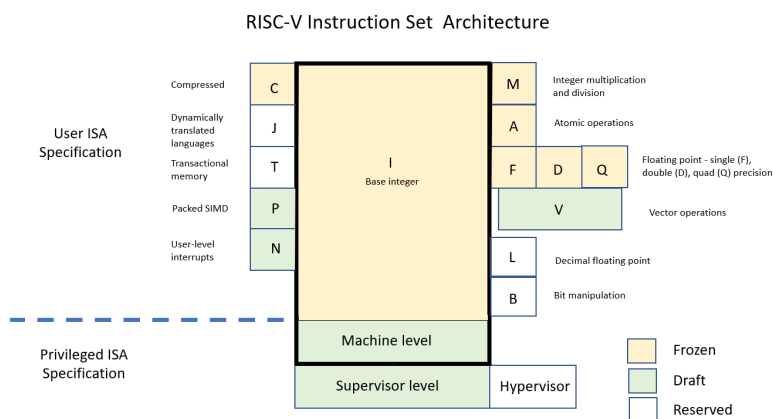 RISC-V Instruction Set Architecture
User ISA
Specification
Compressed
C
Dynamically
translated
languages
J
Transactional
memory
T
Packed SIMD
P
User-level
interrupts
N
I
Base integer
M
Integer multiplication
and division
A
Atomic operations
F
D
Q
Floating point - single (F),
double (D), quad (Q) precision
V
Vector operations
L
Decimal floating point
B
Bit manipulation
Privileged ISA
Specification
Machine level
Supervisor level
Hypervisor
Frozen
Draft
Reserved